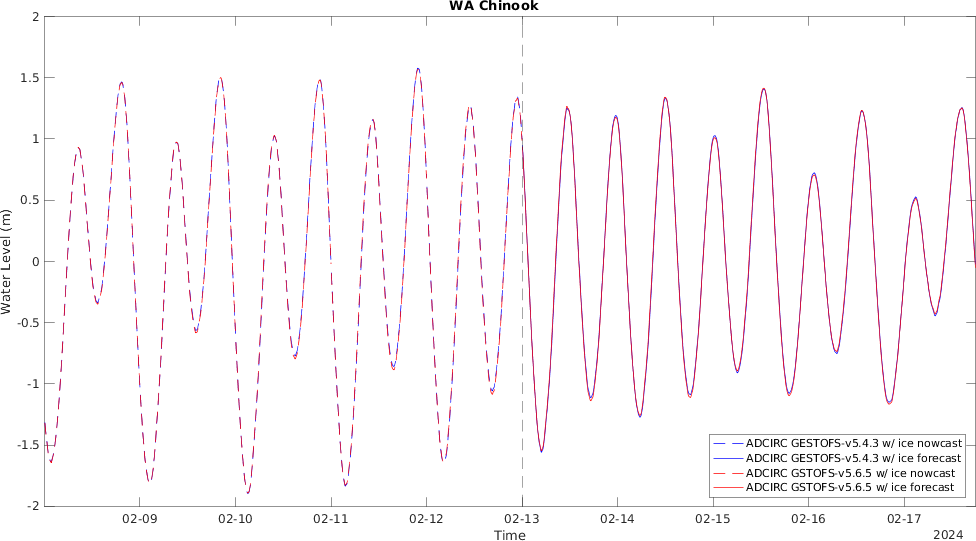 WA Chinook
2
1.5
1
0.5
0
-0.5
-1
-1.5
-2
Water Level (m)
02-09 02-10 02-11 02-12 02-13 02-14 02-15 02-16 02-17
Time
2024
ADCIRC GESTOFS-v5.4.3 w/ ice nowcast
ADCIRC GESTOFS-v5.4.3 w/ ice forecast
ADCIRC GSTOFS-v5.6.5 w/ ice nowcast
ADCIRC GSTOFS-v5.6.5 w/ ice forecast